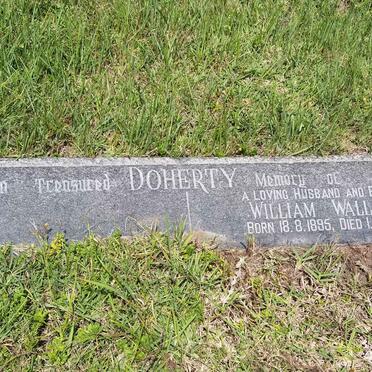 Treasured DOHERTY Memory of
A LOVING HUSBAND AND
WILLIAM
BORN 18.8.1895, DIED